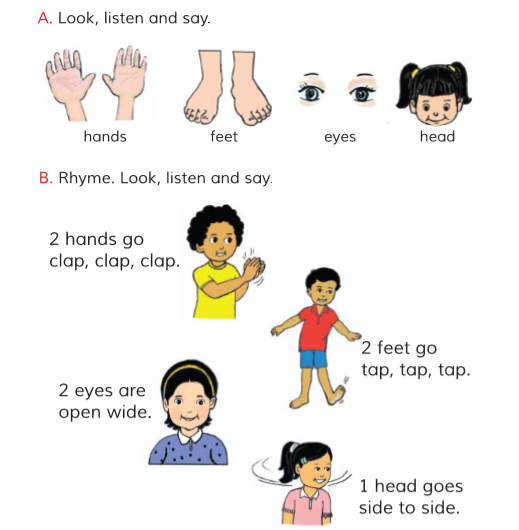 A. Look, listen and say.
hands
feet
eyes
head
B. Rhyme. Look, listen and say.
2 hands go
clap, clap, clap.
2 feet go
tap, tap, tap.
2 eyes are
open wide.
1 head goes
side to side.